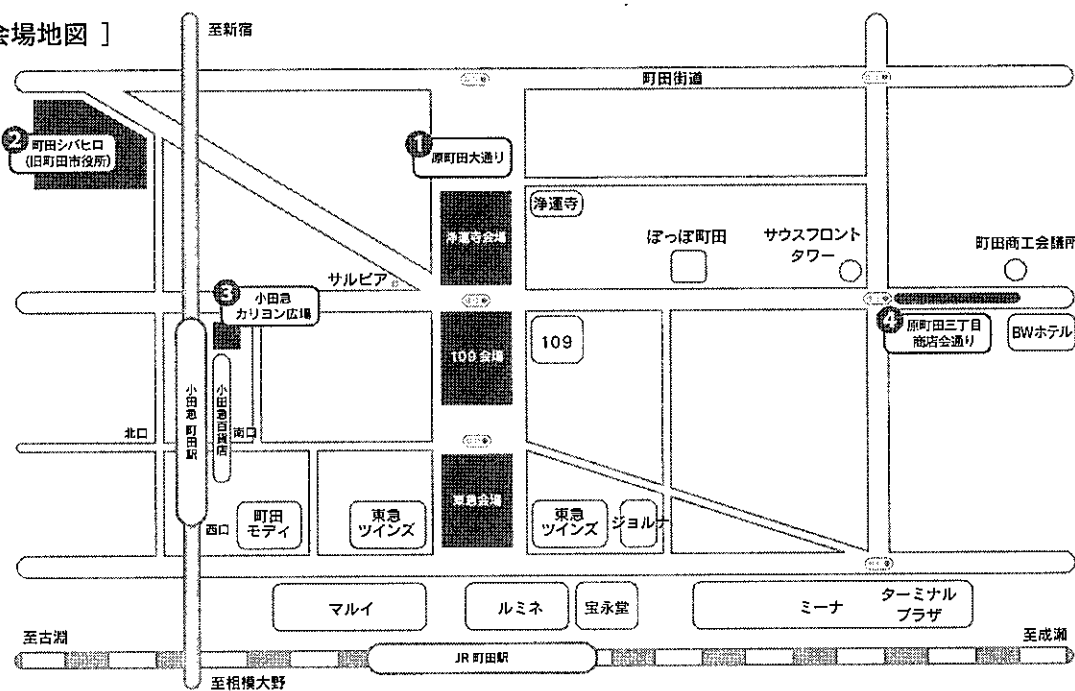 会場地図 ]
至新宿
町田街道
2
町田シバヒロ
(旧町田市役所)
1
原町田大通り
浄運寺会場
浄運寺
ぽっぽ町田
サウスフロント
タワー
町田商工会議所
サルビア
3
小田急
カリヨン広場
4
原町田三丁目
商店会通り
BWホテル
109会場
109
小田急 町田駅
小田急百貨店
北口
南口
西口
町田
モディ
東急
ツインズ
東急会場
東急
ツインズ
ジョルナ
マルイ
ルミネ
宝永堂
ミーナ
ターミナル
プラザ
至古淵
至成瀬
JR 町田駅
至相模大野